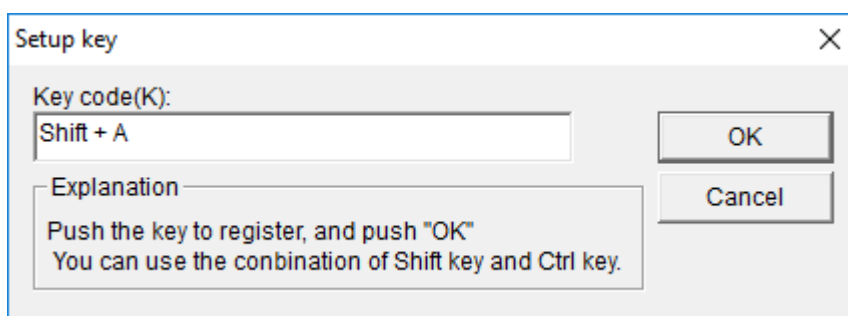 Setup key
Key code(K):
Shift + A
OK
Cancel
Explanation
Push the key to register, and push "OK"
You can use the conbination of Shift key and Ctrl key.